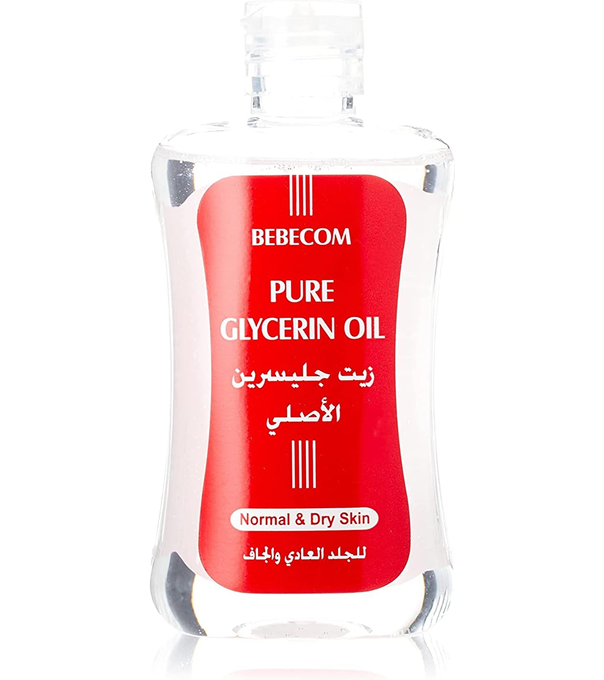 BEBECOM
PURE
GLYCERIN OIL
زيت جليسرين
الأصلي
Normal & Dry Skin
للجلد العادي والجاف